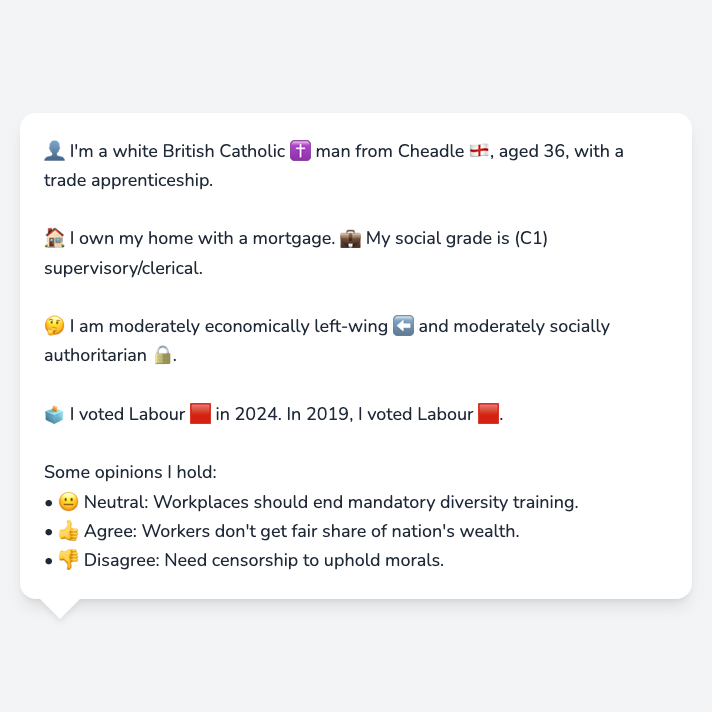 👤 I'm a white British Catholic ✝️ man from Cheadle 🏴󠁧󠁢󠁥󠁮󠁧󠁿, aged 36, with a
trade apprenticeship.
🏠 I own my home with a mortgage. 💼 My social grade is (C1)
supervisory/clerical.
🤔 I am moderately economically left-wing ⬅️ and moderately socially
authoritarian 🔒.
🗳️ I voted Labour 🟥 in 2024. In 2019, I voted Labour 🟥.
Some opinions I hold:
• 😐 Neutral: Workplaces should end mandatory diversity training.
• 👍 Agree: Workers don't get fair share of nation's wealth.
• 👎 Disagree: Need censorship to uphold morals.